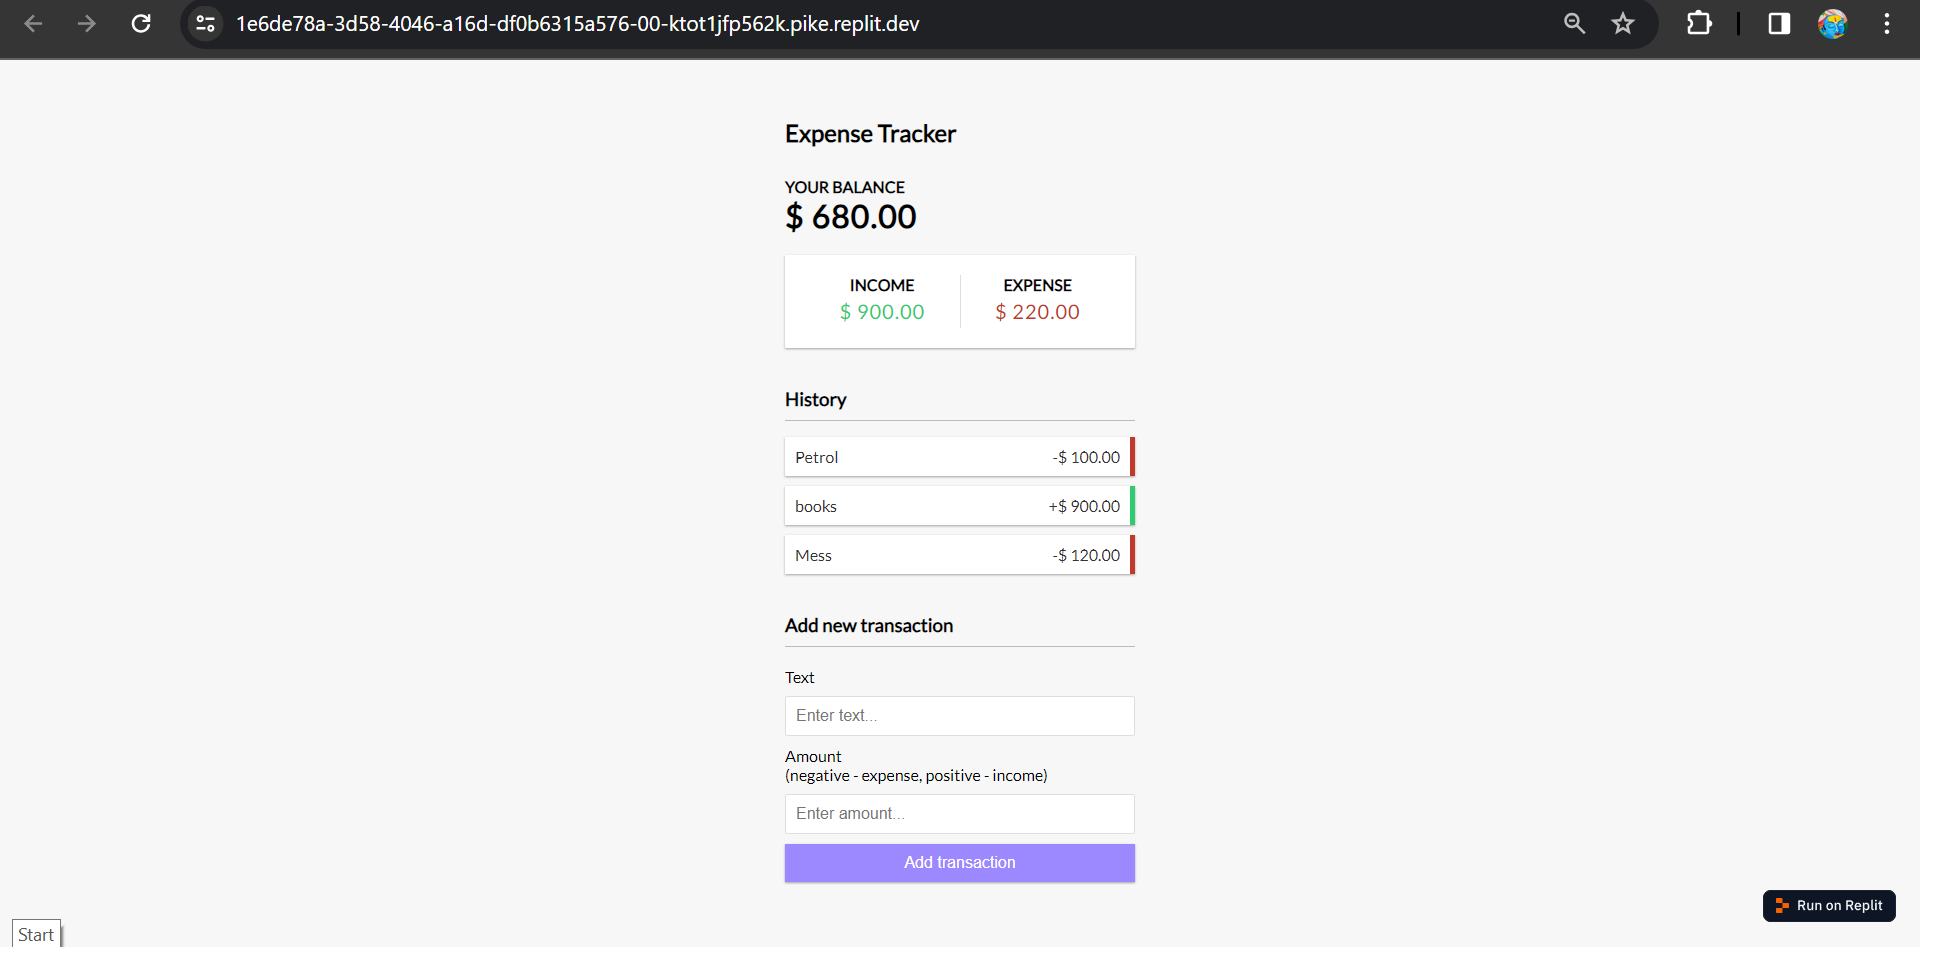 1e6de78a-3d58-4046-a16d-df0b6315a576-00-ktot1jfp562k.pike.replit.dev
Expense Tracker
YOUR BALANCE
$ 680.00
INCOME EXPENSE
$ 900.00 $ 220.00
History
Petrol -$ 100.00
books +$ 900.00
Mess -$ 120.00
Add new transaction
Text
Enter text...
Amount
(negative - expense, positive - income)
Enter amount...
Add transaction
Run on Replit
Start